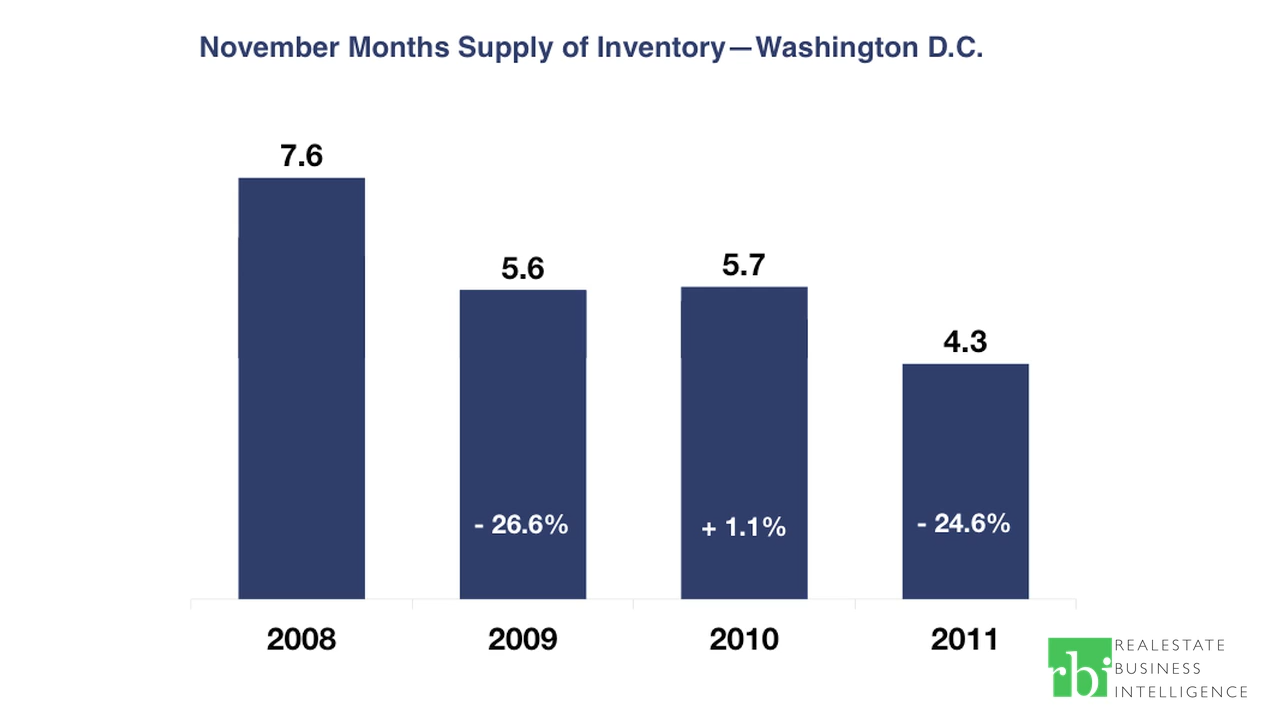 November Months Supply of Inventory—Washington D.C.
7.6
5.6
5.7
4.3
- 26.6%
+ 1.1%
- 24.6%
2008
2009
2010
2011
rbi
REALESTATE
BUSINESS
INTELLIGENCE